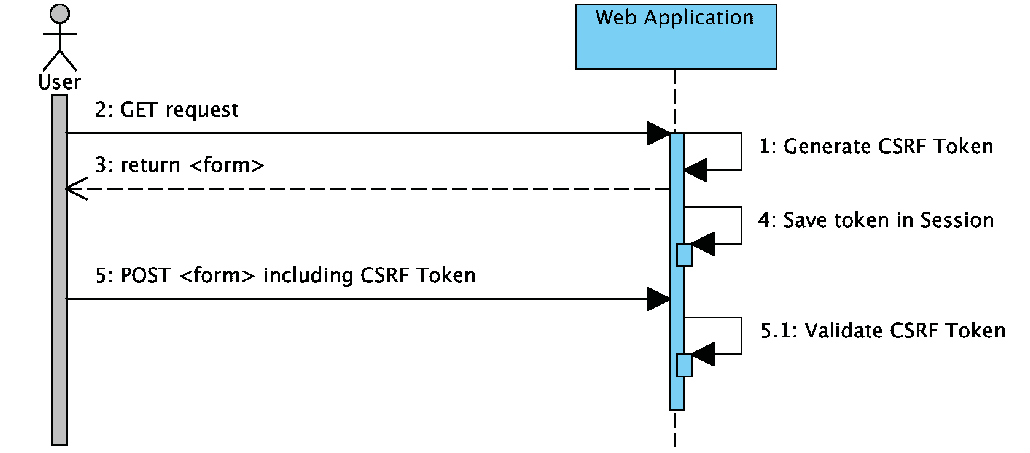 Web Application
User
2: GET request
1: Generate CSRF Token
3: return <form>
4: Save token in Session
5: POST <form> including CSRF Token
5.1: Validate CSRF Token